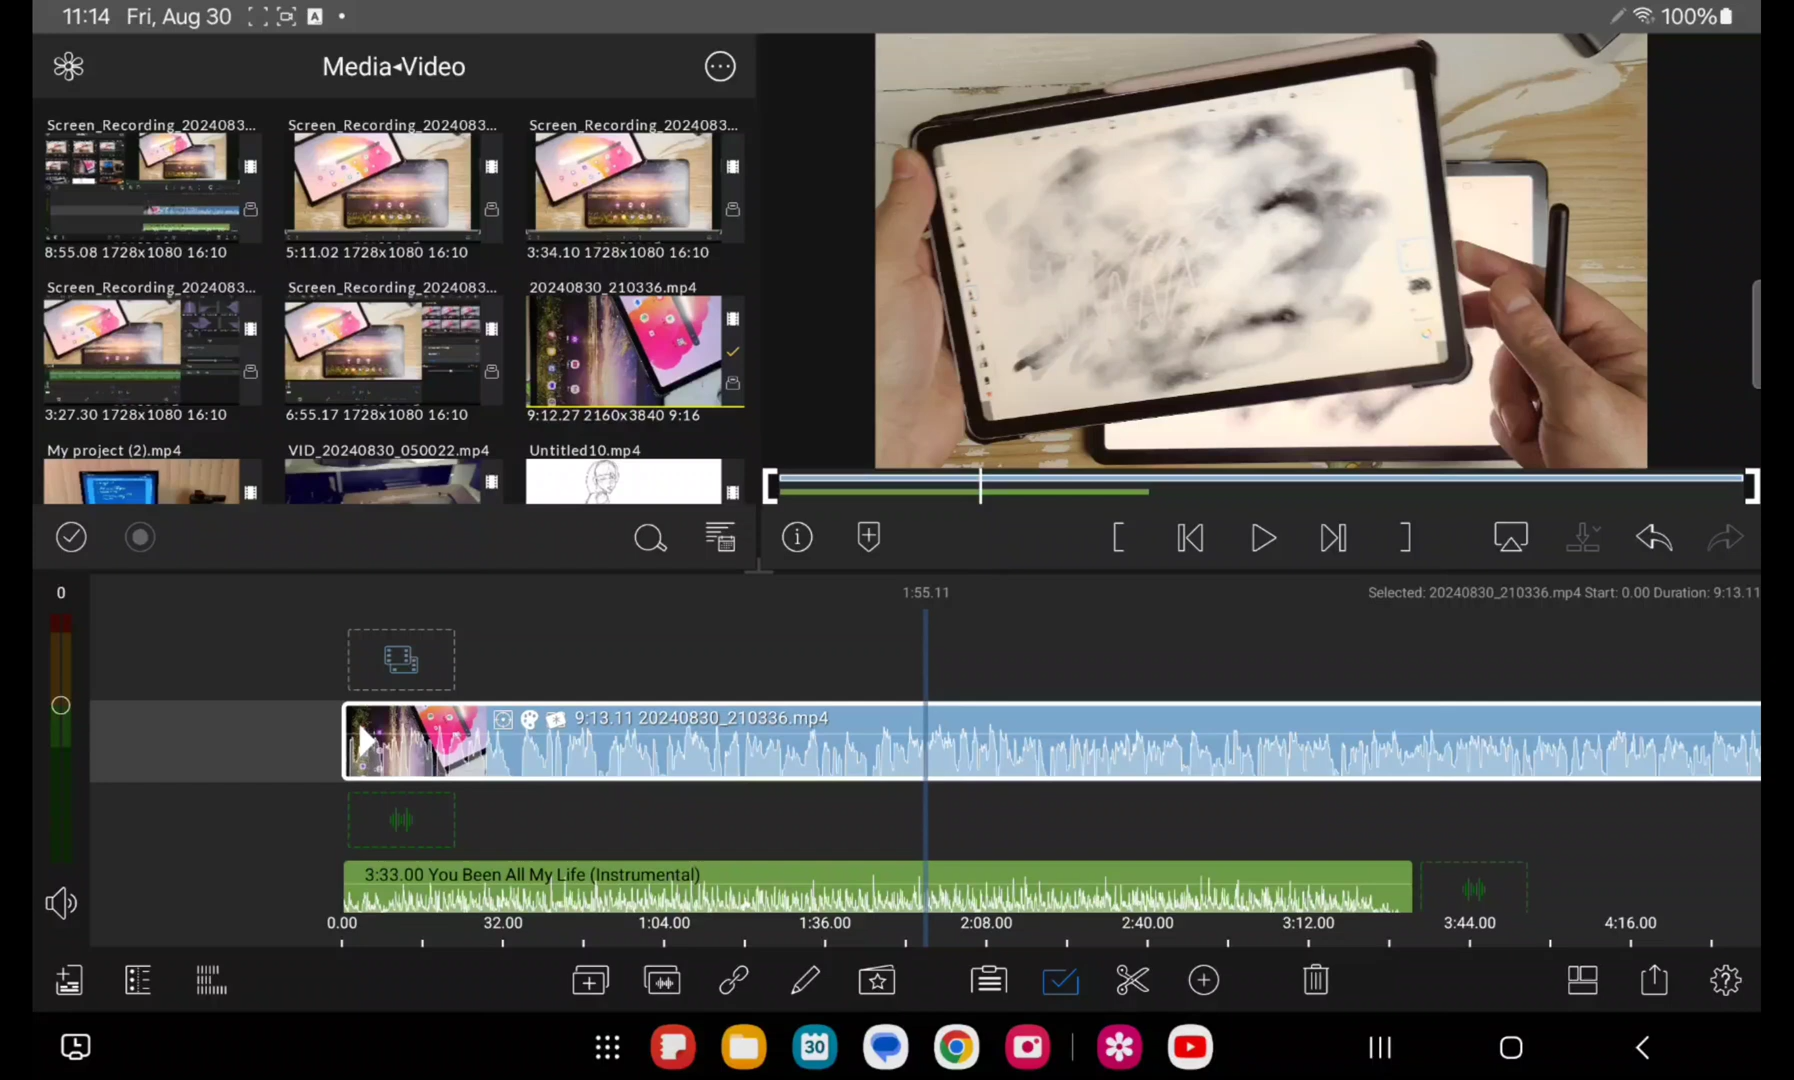 11:14 Fri, Aug 30
100%
Media◂Video
Screen_Recording_2024083...
Screen_Recording_2024083...
Screen_Recording_2024083...
8:55.08 1728x1080 16:10
5:11.02 1728x1080 16:10
3:34.10 1728x1080 16:10
Screen_Recording_2024083...
Screen_Recording_2024083...
20240830_210336.mp4
3:27.30 1728x1080 16:10
6:55.17 1728x1080 16:10
9:12.27 2160x3840 9:16
My project (2).mp4
VID_20240830_050022.mp4
Untitled10.mp4
0
1:55.11
Selected: 20240830_210336.mp4 Start: 0.00 Duration: 9:13.11
9:13.11 20240830_210336.mp4
3:33.00 You Been All My Life (Instrumental)
0.00 32.00 1:04.00 1:36.00 2:08.00 2:40.00 3:12.00 3:44.00 4:16.00
30